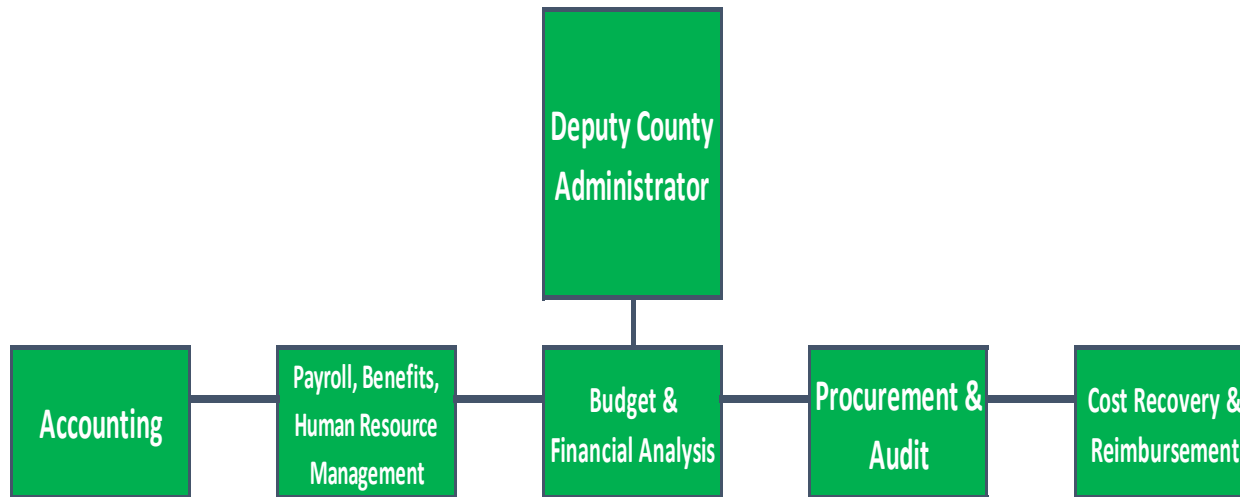 Deputy County
Administrator
Accounting
Payroll, Benefits,
Human Resource
Management
Budget &
Financial Analysis
Procurement &
Audit
Cost Recovery &
Reimbursement